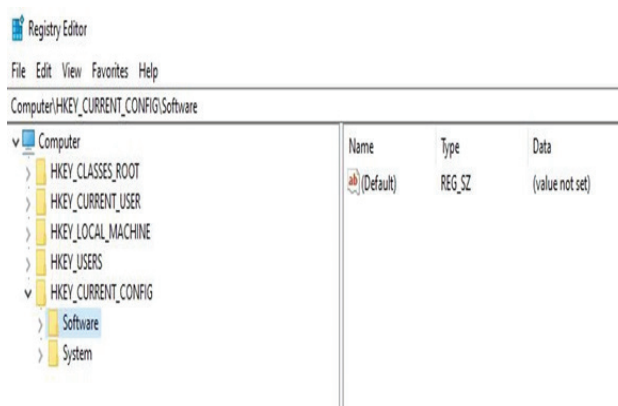 Registry Editor
File Edit View Favorites Help
Computer\HKEY_CURRENT_CONFIG\Software
Computer
HKEY_CLASSES_ROOT
HKEY_CURRENT_USER
HKEY_LOCAL_MACHINE
HKEY_USERS
HKEY_CURRENT_CONFIG
Software
System
Name Type Data
ab (Default) REG_SZ (value not set)